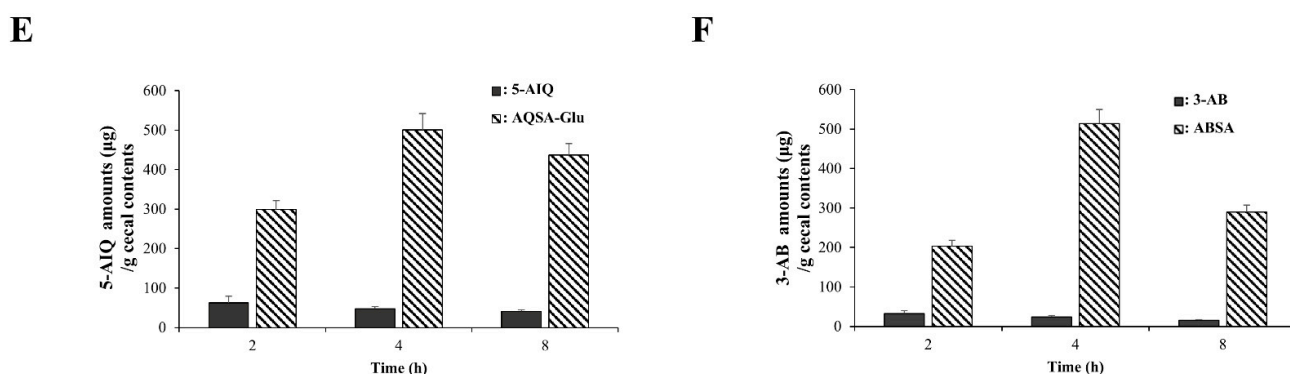 E
5-AIQ amounts (µg)
/g cecal contents
600
500
400
300
200
100
0
: 5-AIQ
: AQSA-Glu
2 4 8
Time (h)
F
3-AB amounts (µg)
/g cecal contents
600
500
400
300
200
100
0
: 3-AB
: ABSA
2 4 8
Time (h)